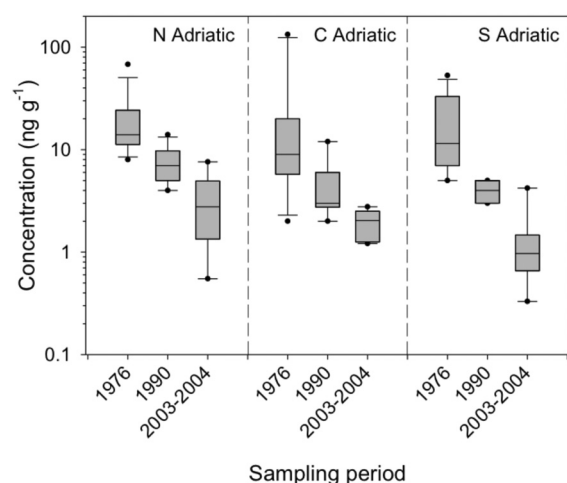 N Adriatic
C Adriatic
S Adriatic
Concentration (ng g-1)
100
10
1
0.1
1976
1990
2003-2004
1976
1990
2003-2004
1976
1990
2003-2004
Sampling period